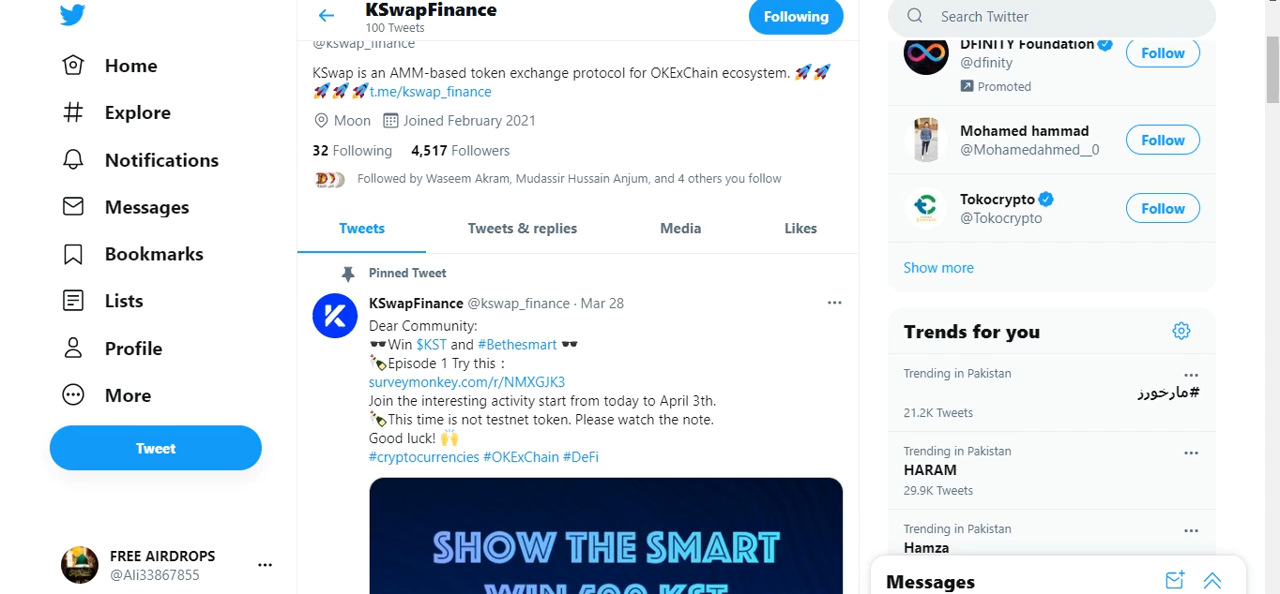 Home
Explore
Notifications
Messages
Bookmarks
Lists
Profile
More
Tweet
FREE AIRDROPS
@Ali33867855
KSwapFinance
100 Tweets
Following
@kswap_finance
KSwap is an AMM-based token exchange protocol for OKExChain ecosystem. 🚀🚀
🚀🚀🚀t.me/kswap_finance
Moon Joined February 2021
32 Following 4,517 Followers
Followed by Waseem Akram, Mudassir Hussain Anjum, and 4 others you follow
Tweets Tweets & replies Media Likes
Pinned Tweet
KSwapFinance @kswap_finance · Mar 28
Dear Community:
🕶Win $KST and #Bethesmart 🕶
🍾Episode 1 Try this：
surveymonkey.com/r/NMXGJK3
Join the interesting activity start from today to April 3th.
🍾This time is not testnet token. Please watch the note.
Good luck! 🙌
#cryptocurrencies #OKExChain #DeFi
SHOW THE SMART
WIN 500 KST
Search Twitter
DFINITY Foundation
@dfinity
Follow
Promoted
Mohamed hammad
@Mohamedahmed__0
Follow
Tokocrypto
@Tokocrypto
Follow
Show more
Trends for you
Trending in Pakistan
#مارخورز
21.2K Tweets
Trending in Pakistan
HARAM
29.9K Tweets
Trending in Pakistan
Hamza
Messages